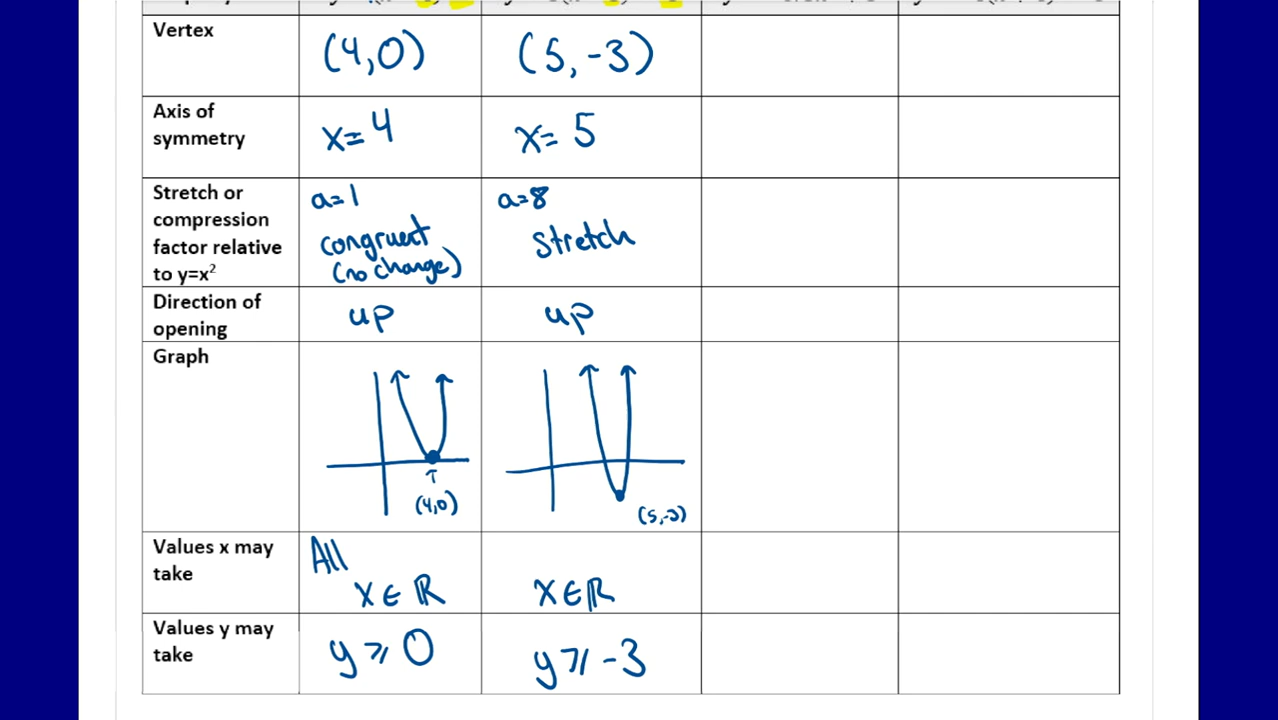 Vertex (4,0) (5,-3)
Axis of symmetry x=4 x=5
Stretch or compression factor relative to y=x² a=1 congruent (no change) a=8 stretch
Direction of opening up up
Graph (4,0) (5,-3)
Values x may take All x∈ℝ x∈ℝ
Values y may take y⩾0 y⩾-3